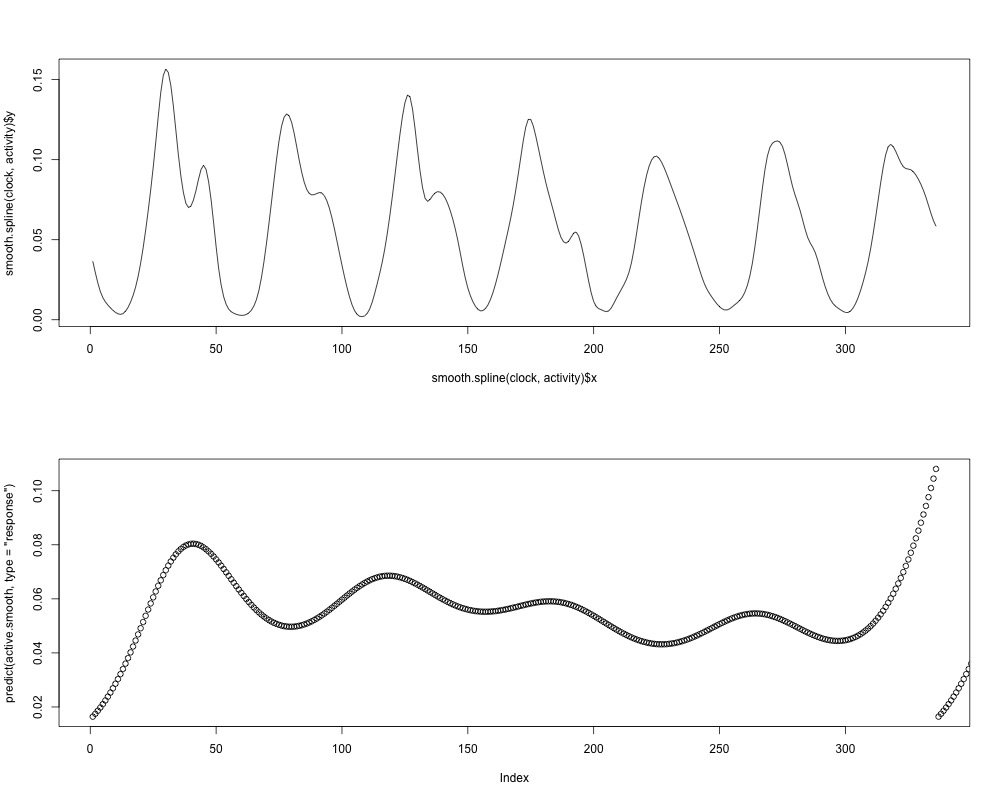 smooth.spline(clock, activity)$y
0.15
0.10
0.05
0.00
0 50 100 150 200 250 300
smooth.spline(clock, activity)$x
predict(active.smooth, type = "response")
0.10
0.08
0.06
0.04
0.02
0 50 100 150 200 250 300
Index